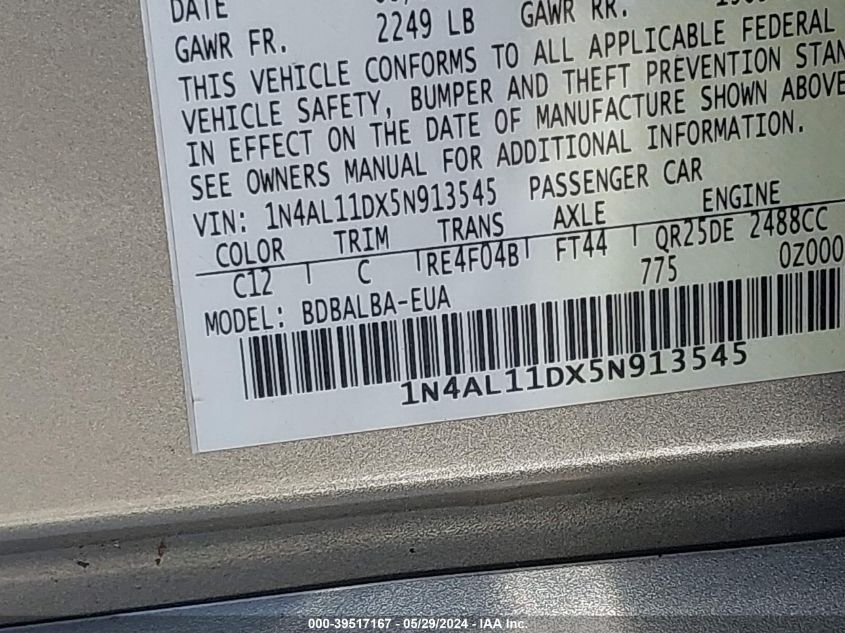 DATE
GAWR FR. 2249 LB GAWR RR.
THIS VEHICLE CONFORMS TO ALL APPLICABLE FEDERAL
VEHICLE SAFETY, BUMPER AND THEFT PREVENTION STAN
IN EFFECT ON THE DATE OF MANUFACTURE SHOWN ABOVE
SEE OWNERS MANUAL FOR ADDITIONAL INFORMATION.
VIN: 1N4AL11DX5N913545 PASSENGER CAR
COLOR TRIM TRANS AXLE ENGINE
C12 C RE4F04B FT44 QR25DE 2488CC
775 0Z000
MODEL: BDBALBA-EUA
1N4AL11DX5N913545
000-39517167 - 05/29/2024 - IAA Inc.